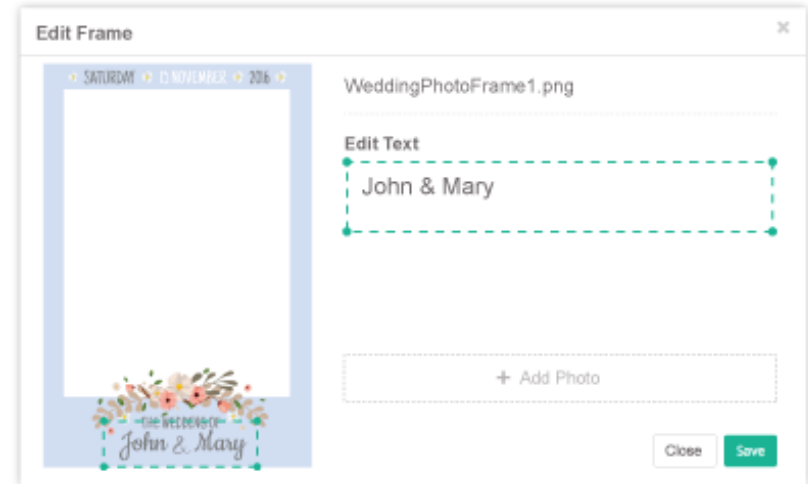 Edit Frame
SATURDAY 13 NOVEMBER 2016
WeddingPhotoFrame1.png
Edit Text
John & Mary
+ Add Photo
THE WEDDING OF
John & Mary
Close Save